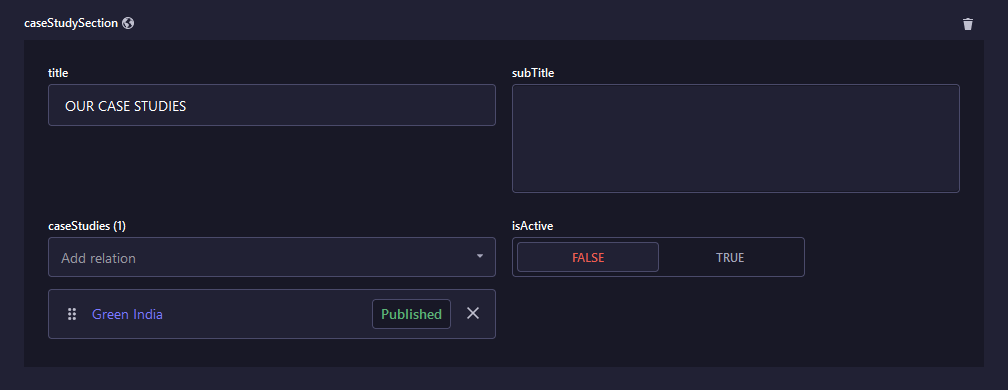 caseStudySection
title
OUR CASE STUDIES
subTitle
caseStudies (1)
Add relation
isActive
FALSE TRUE
Green India Published